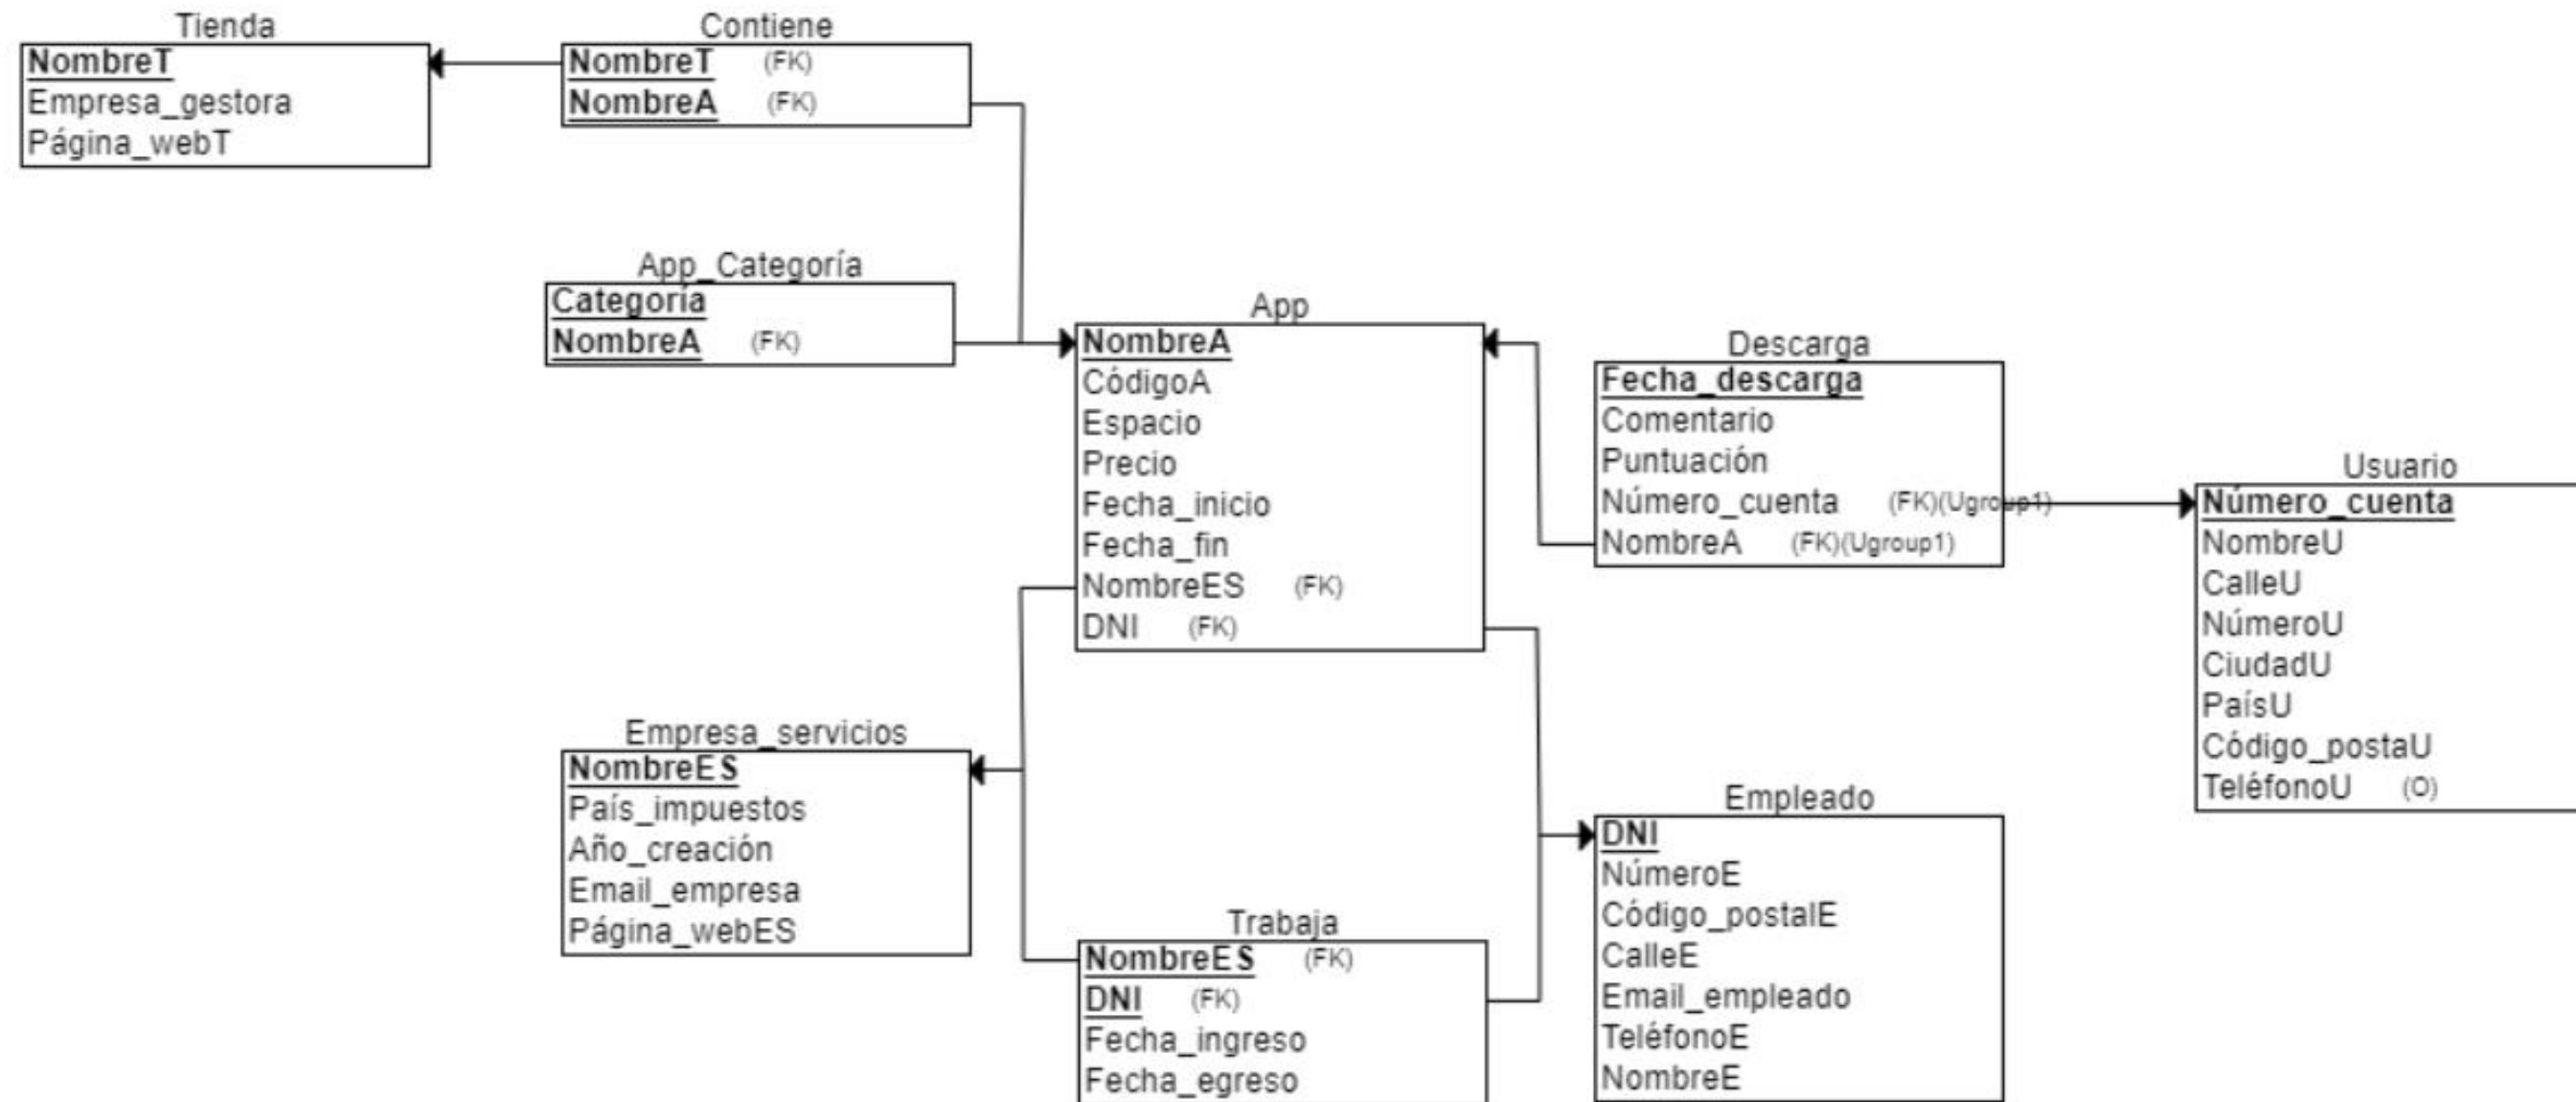 Tienda
NombreT
Empresa_gestora
Página_webT
Contiene
NombreT (FK)
NombreA (FK)
App_Categoría
Categoría
NombreA (FK)
App
NombreA
CódigoA
Espacio
Precio
Fecha_inicio
Fecha_fin
NombreES (FK)
DNI (FK)
Descarga
Fecha_descarga
Comentario
Puntuación
Número_cuenta (FK)(Ugroup1)
NombreA (FK)(Ugroup1)
Usuario
Número_cuenta
NombreU
CalleU
NúmeroU
CiudadU
PaísU
Código_postaU
TeléfonoU (O)
Empresa_servicios
NombreES
País_impuestos
Año_creación
Email_empresa
Página_webES
Trabaja
NombreES (FK)
DNI (FK)
Fecha_ingreso
Fecha_egreso
Empleado
DNI
NúmeroE
Código_postalE
CalleE
Email_empleado
TeléfonoE
NombreE